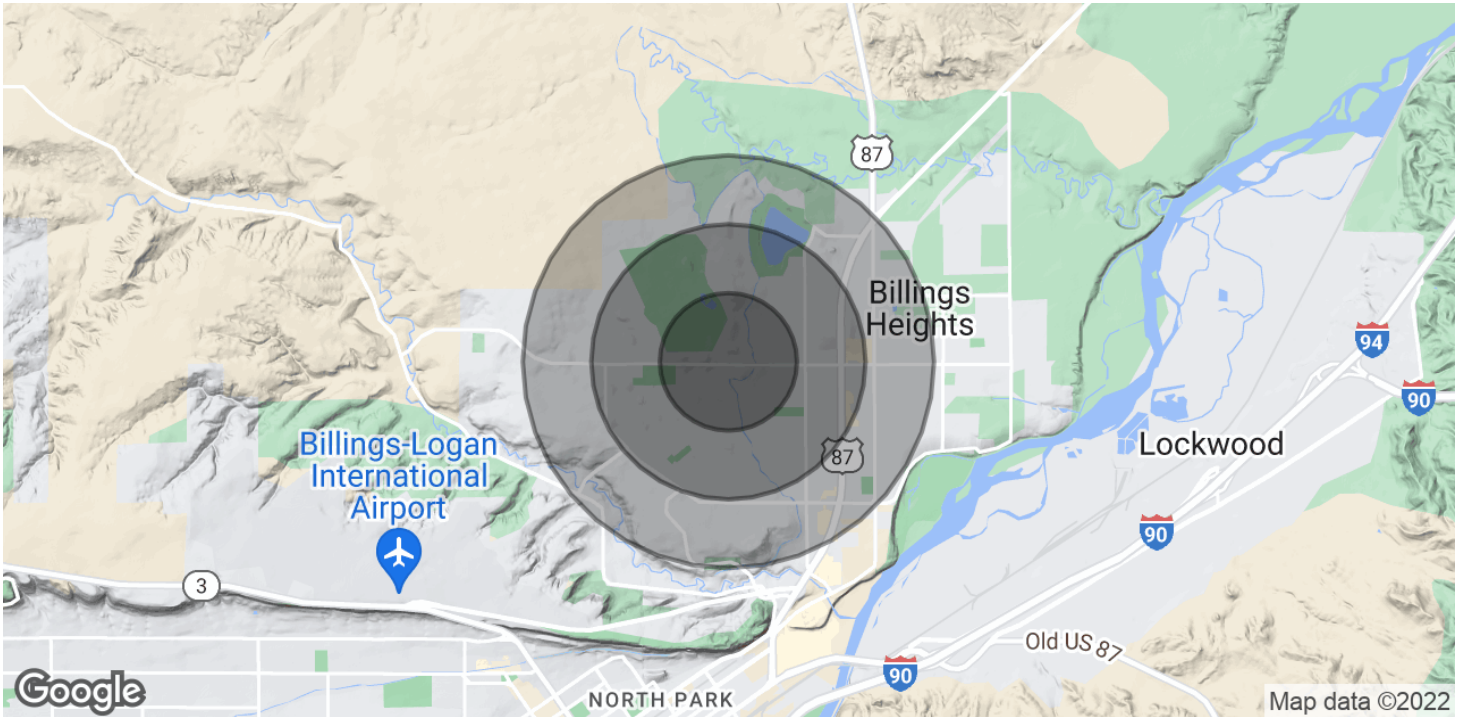 87
Billings
Heights
94
90
Billings-Logan
International
Airport
87
Lockwood
90
3
Old US 87
90
NORTH PARK
Google
Map data ©2022